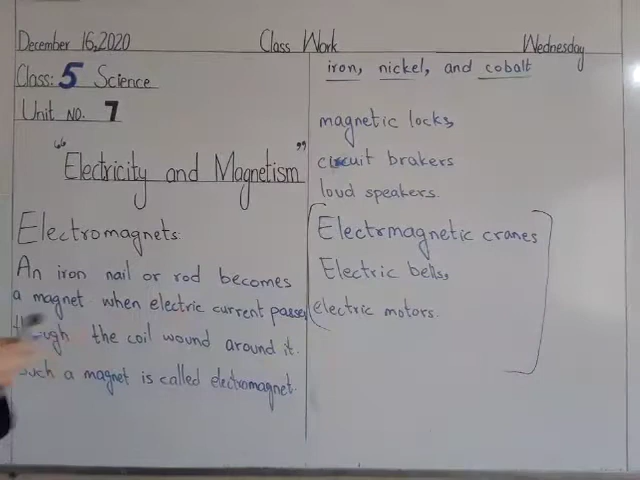 December 16,2020
Class Work
Wednesday
Class: 5 Science
Unit NO. 7
"Electricity and Magnetism"
Electromagnets
An iron nail or rod becomes
a magnet when electric current passes
the coil wound around it.
such a magnet is called electromagnet.
iron, nickel, and cobalt
magnetic locks,
circuit brakers
loud speakers.
Electrmagnetic cranes
Electric bells,
electric motors.